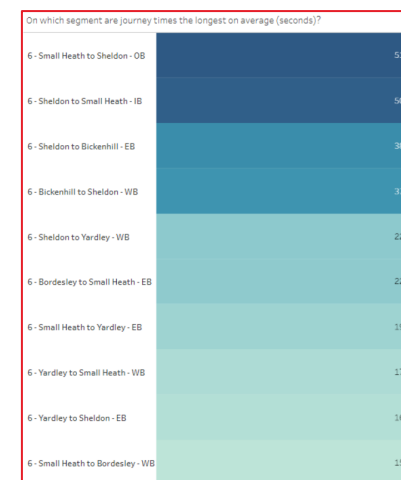 On which segment are journey times the longest on average (seconds)?
6 - Small Heath to Sheldon - OB
6 - Sheldon to Small Heath - IB
6 - Sheldon to Bickenhill - EB
6 - Bickenhill to Sheldon - WB
6 - Sheldon to Yardley - WB
6 - Bordesley to Small Heath - EB
6 - Small Heath to Yardley - EB
6 - Yardley to Small Heath - WB
6 - Yardley to Sheldon - EB
6 - Small Heath to Bordesley - WB